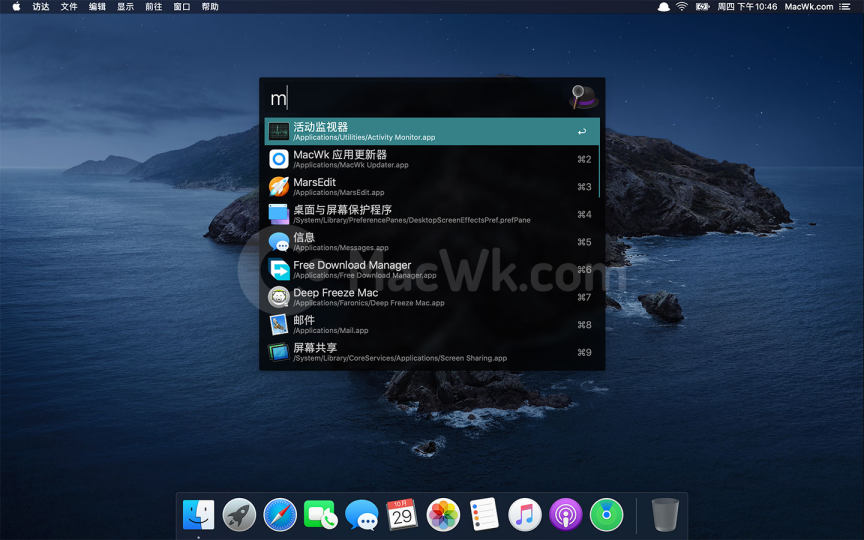 访达 文件 编辑 显示 前往 窗口 帮助 周四 下午10:46 MacWk.com
m
活动监视器
/Applications/Utilities/Activity Monitor.app
MacWk 应用更新器 ⌘2
/Applications/MacWk Updater.app
MarsEdit ⌘3
/Applications/MarsEdit.app
桌面与屏幕保护程序 ⌘4
/System/Library/PreferencePanes/DesktopScreenEffectsPref.prefPane
信息 ⌘5
/Applications/Messages.app
MacWk.com
Free Download Manager ⌘6
/Applications/Free Download Manager.app
Deep Freeze Mac ⌘7
/Applications/Faronics/Deep Freeze Mac.app
邮件 ⌘8
/Applications/Mail.app
屏幕共享 ⌘9
/System/Library/CoreServices/Applications/Screen Sharing.app
10月
29